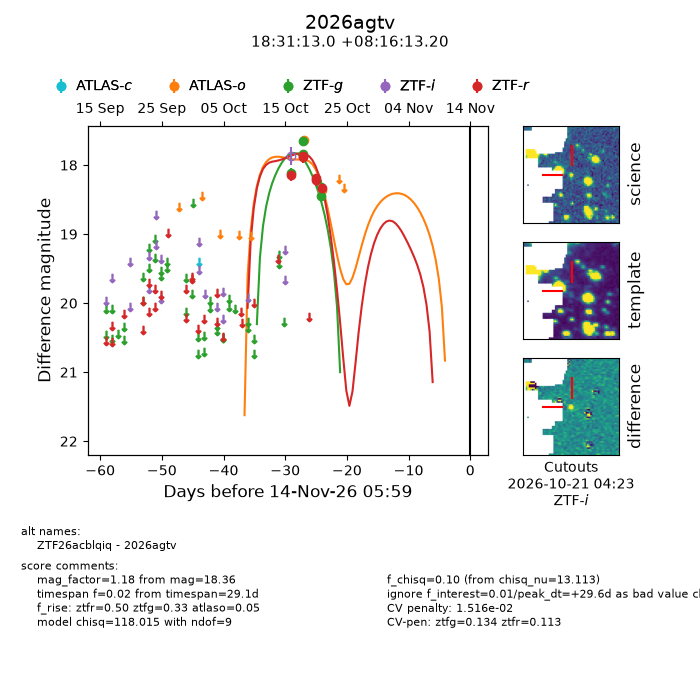 2026agtv
18:31:13.0 +08:16:13.20
ATLAS-c ATLAS-o ZTF-g ZTF-i ZTF-r
15 Sep 25 Sep 05 Oct 15 Oct 25 Oct 04 Nov 14 Nov
18
19
20
21
22
Difference magnitude
−60 −50 −40 −30 −20 −10 0
Days before 14-Nov-26 05:59
science
template
difference
Cutouts
2026-10-21 04:23
ZTF-i
alt names:
ZTF26acblqiq - 2026agtv
score comments:
mag_factor=1.18 from mag=18.36
timespan f=0.02 from timespan=29.1d
f_rise: ztfr=0.50 ztfg=0.33 atlaso=0.05
model chisq=118.015 with ndof=9
f_chisq=0.10 (from chisq_nu=13.113)
ignore f_interest=0.01/peak_dt=+29.6d as bad value
CV penalty: 1.516e-02
CV-pen: ztfg=0.134 ztfr=0.113